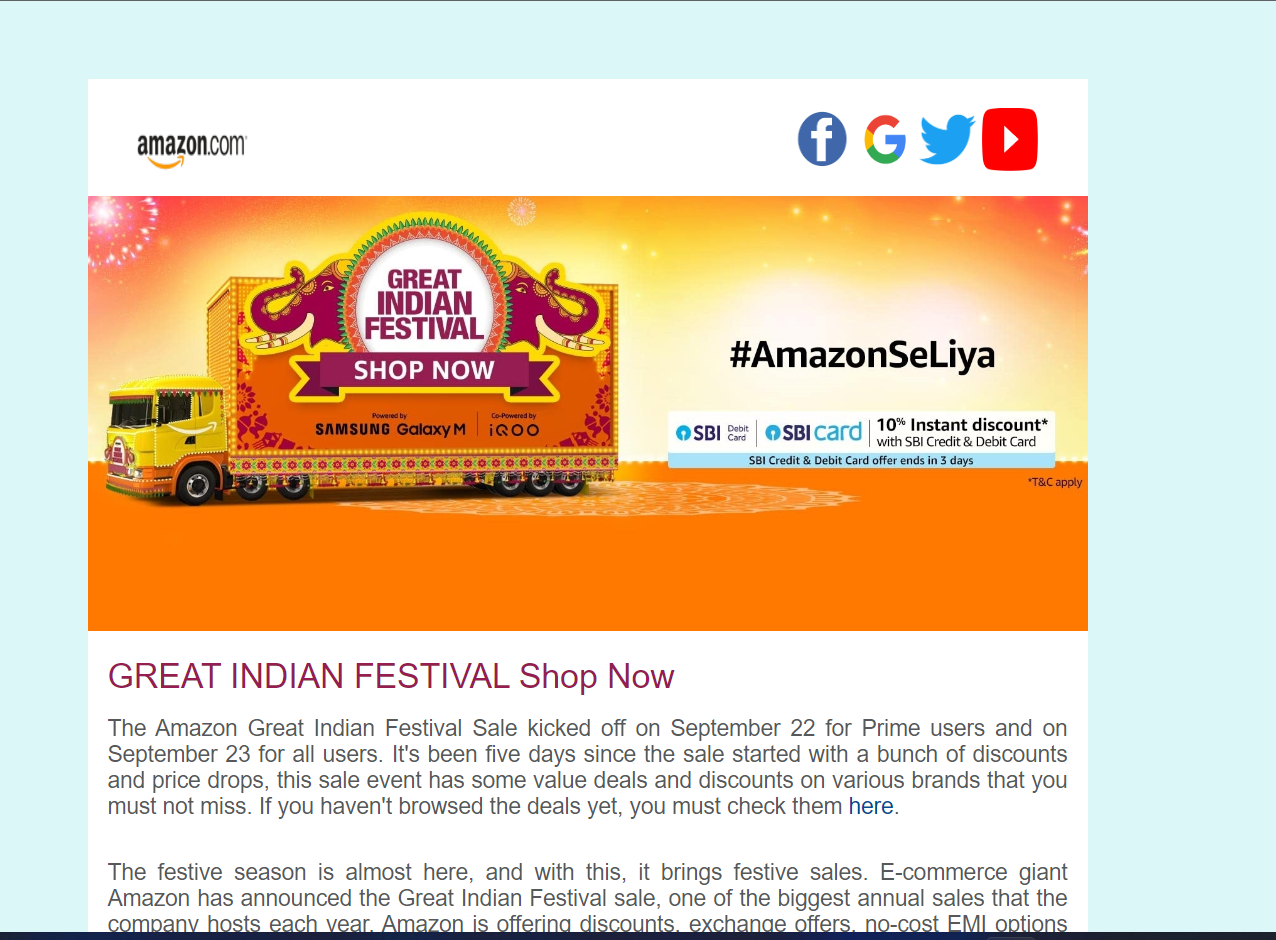 amazon.com
GREAT
INDIAN
FESTIVAL
SHOP NOW
Powered by
SAMSUNG Galaxy M
Co-Powered by
iQOO
#AmazonSeLiya
SBI Debit Card
SBI card
10% Instant discount*
with SBI Credit & Debit Card
SBI Credit & Debit Card offer ends in 3 days
*T&C apply
GREAT INDIAN FESTIVAL Shop Now
The Amazon Great Indian Festival Sale kicked off on September 22 for Prime users and on
September 23 for all users. It's been five days since the sale started with a bunch of discounts
and price drops, this sale event has some value deals and discounts on various brands that you
must not miss. If you haven't browsed the deals yet, you must check them here.
The festive season is almost here, and with this, it brings festive sales. E-commerce giant
Amazon has announced the Great Indian Festival sale, one of the biggest annual sales that the
company hosts each year. Amazon is offering discounts, exchange offers, no-cost EMI options